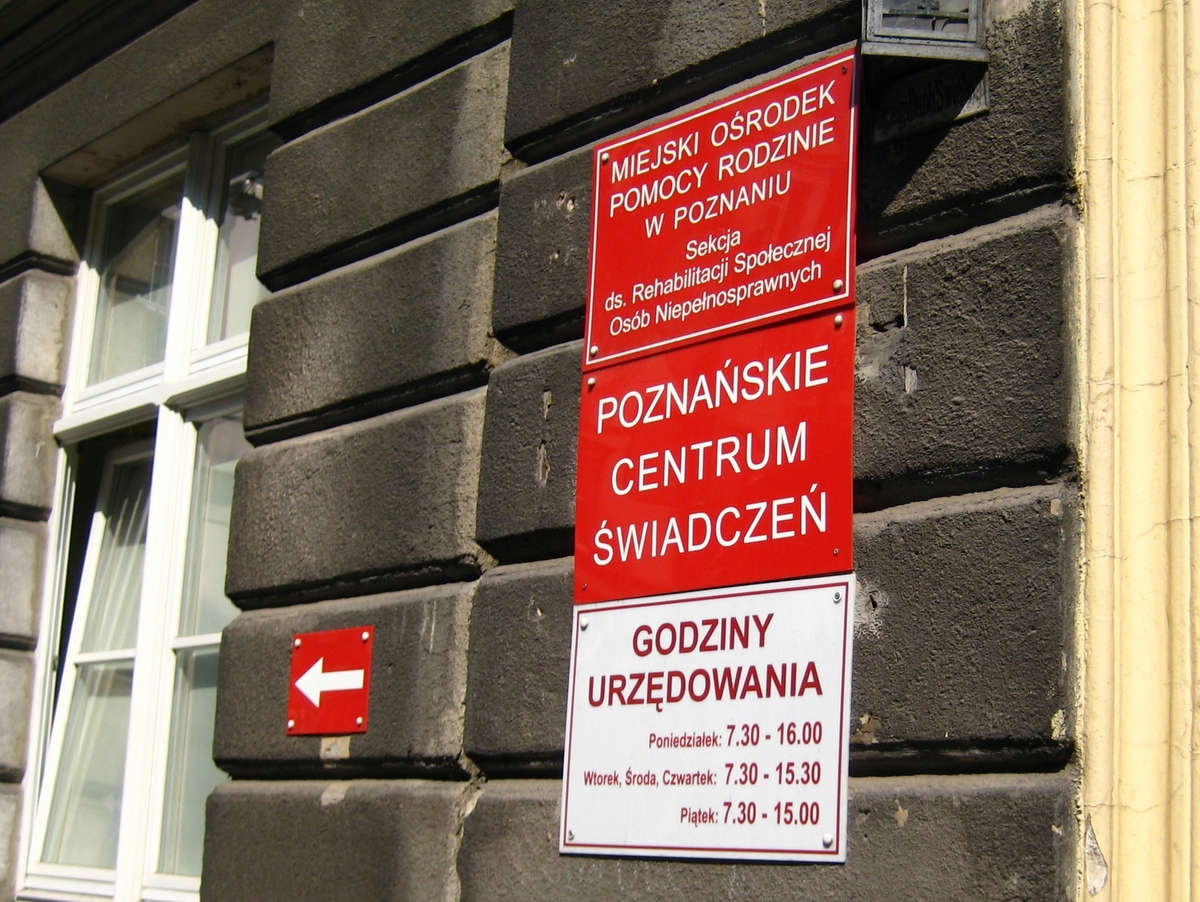 MIEJSKI OŚRODEK
POMOCY RODZINIE
W POZNANIU
Sekcja
ds. Rehabilitacji Społecznej
Osób Niepełnosprawnych
POZNAŃSKIE
CENTRUM
ŚWIADCZEŃ
GODZINY
URZĘDOWANIA
Poniedziałek: 7.30 - 16.00
Wtorek, Środa, Czwartek: 7.30 - 15.30
Piątek: 7.30 - 15.00